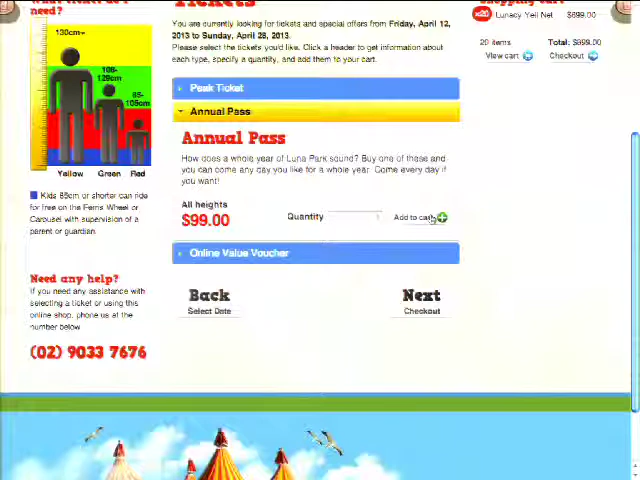 need?
130cm+
106-
129cm
85-
105cm
Yellow Green Red
Kids 85cm or shorter can ride
for free on the Ferris Wheel or
Carousel with supervision of a
parent or guardian.
Need any help?
If you need any assistance with
selecting a ticket or using this
online shop, phone us at the
number below
(02) 9033 7676
Tickets
You are currently looking for tickets and special offers from Friday, April 12,
2013 to Sunday, April 28, 2013.
Please select the tickets you'd like. Click a header to get information about
each, specify a quantity, and add them to your cart.
Peak Ticket
Annual Pass
Annual Pass
How does a whole year of Luna Park sound? Buy one of these and
you can come any day you like for a whole year. Come every day if
you want!
All heights
$99.00
Quantity
Add to cart
Online Value Voucher
Back
Select Date
Next
Checkout
x20 Lunacy Yell Net
20 items Total:
View cart Checkout